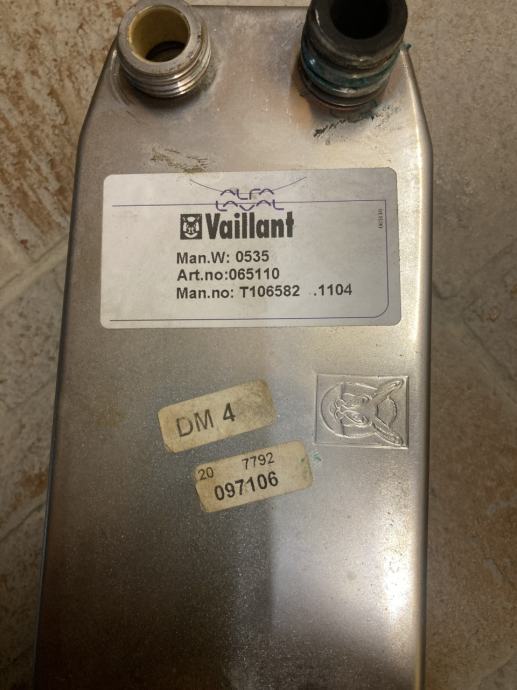 ALFA
LAVAL
Vaillant
Man.W: 0535
Art.no:065110
Man.no: T106582 .1104
DM 4
20 7792
097106